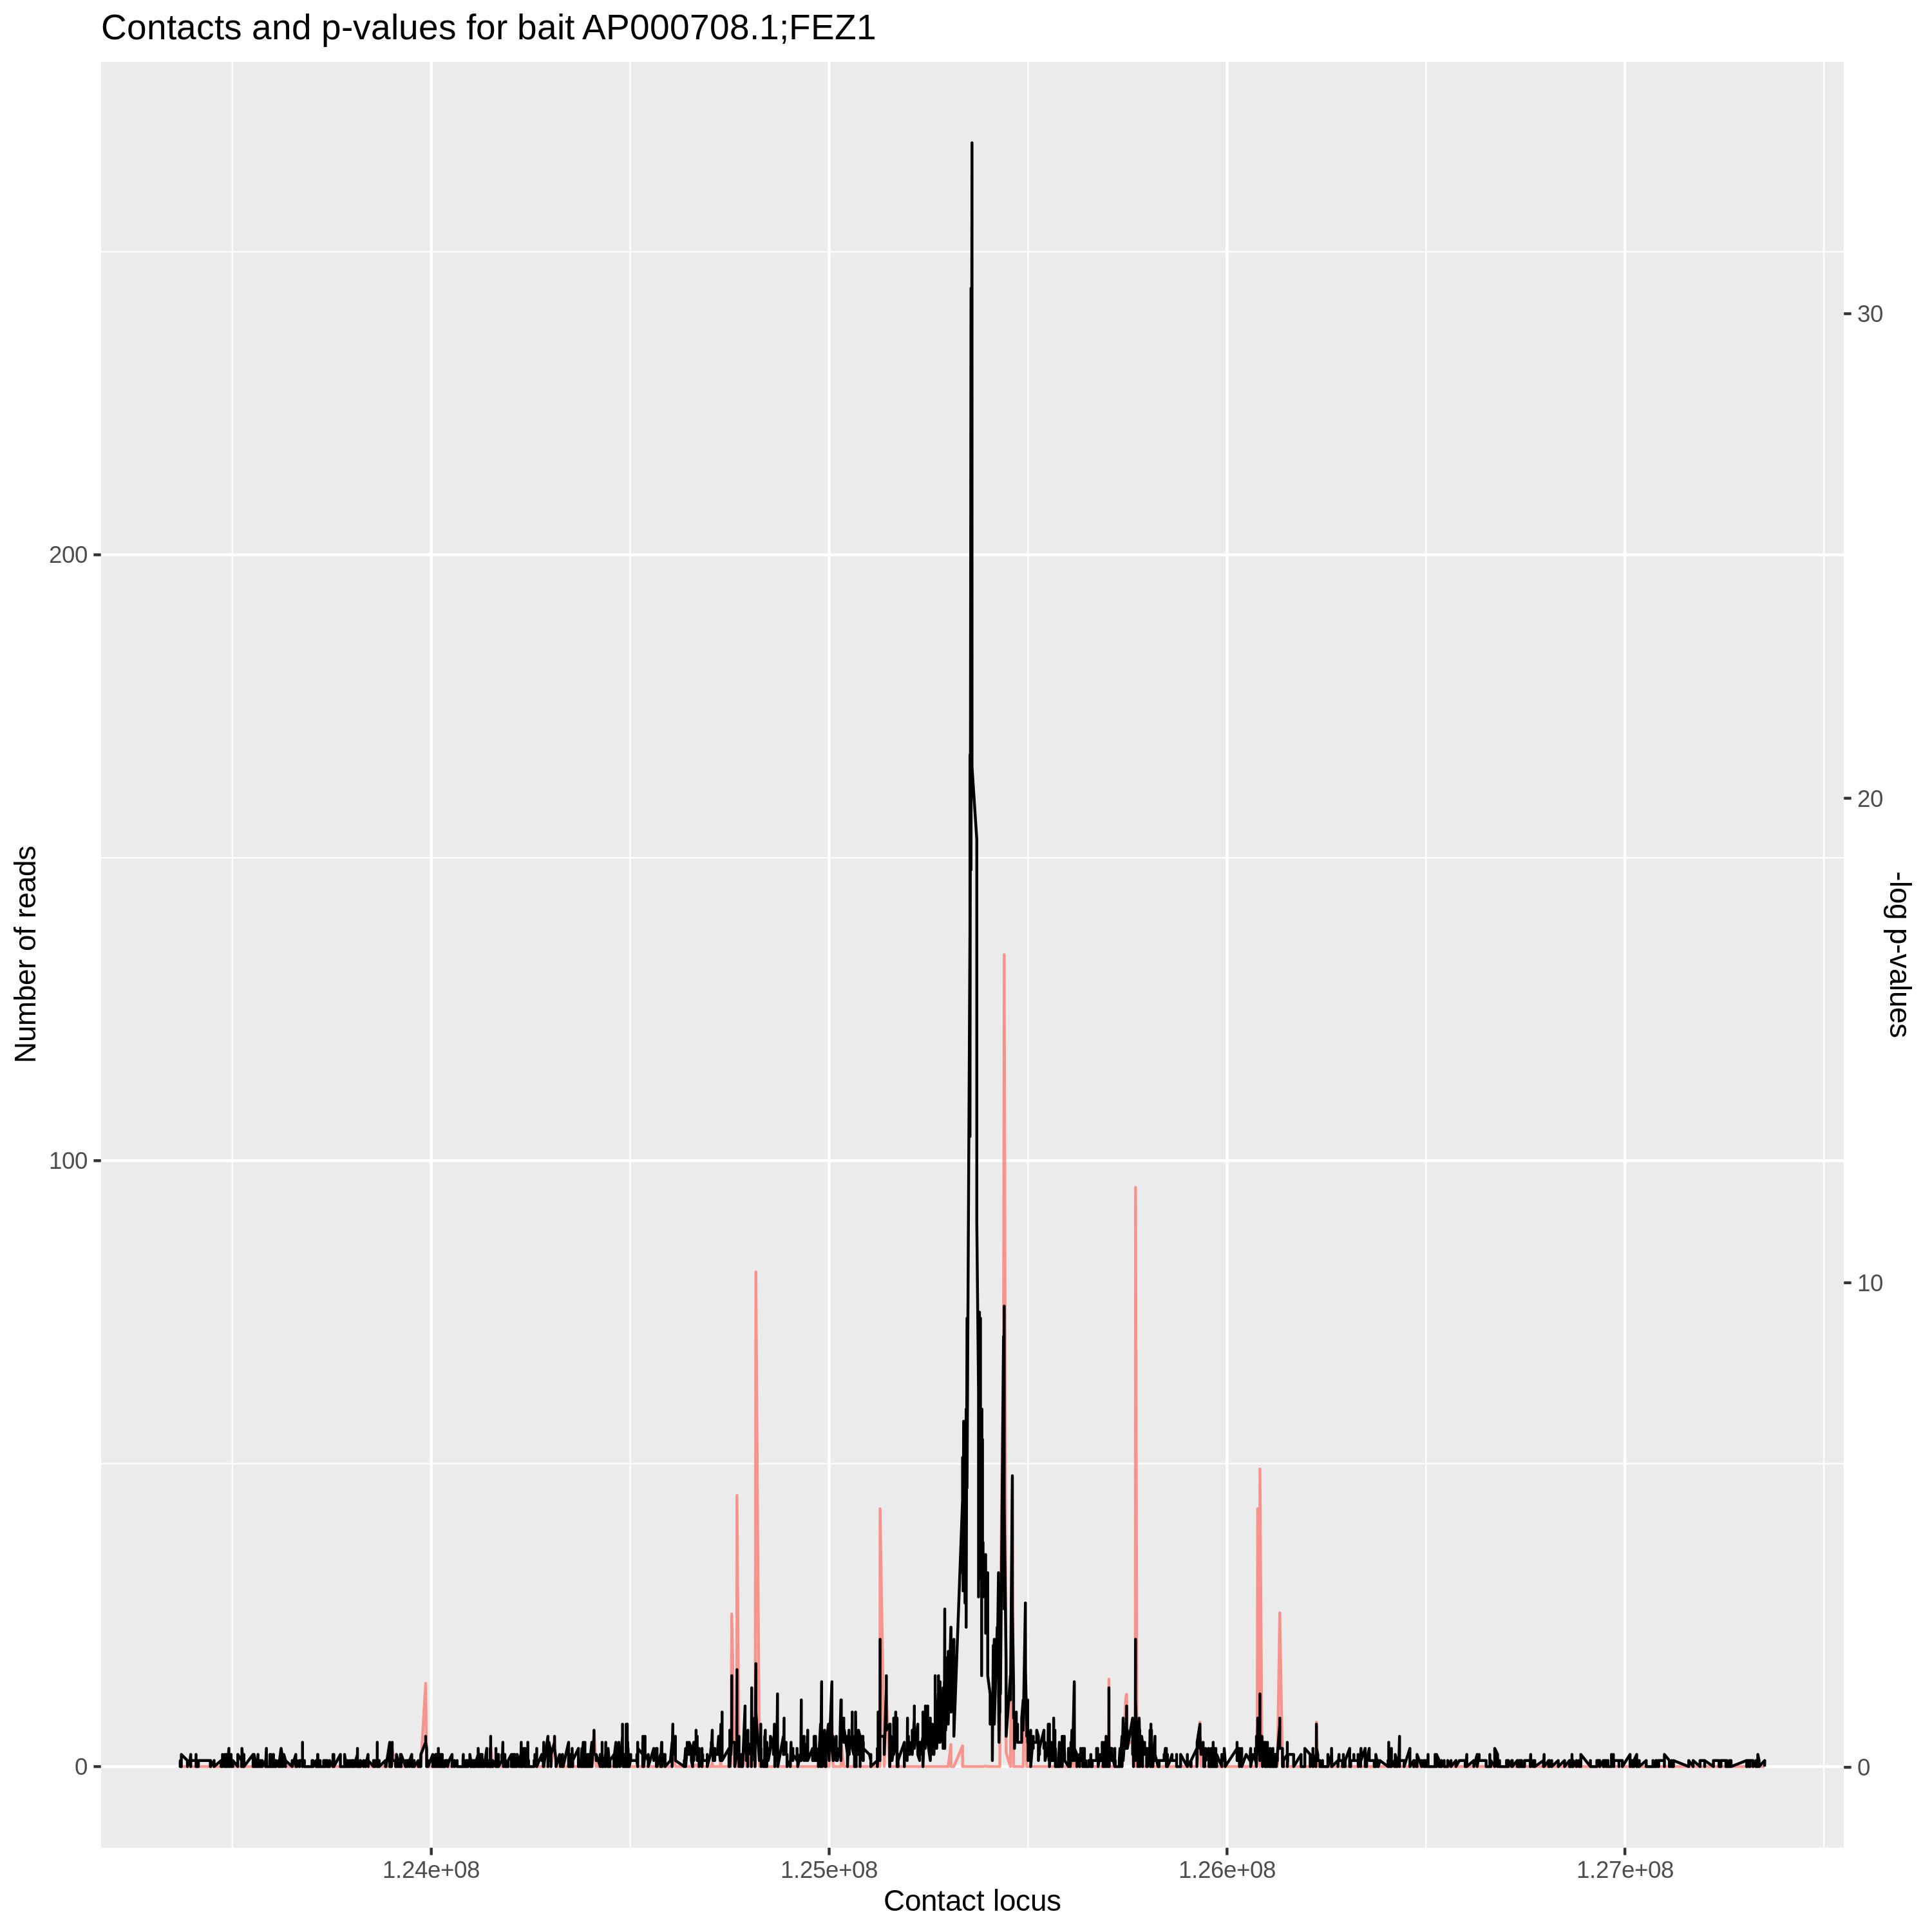 Contacts and p-values for bait AP000708.1;FEZ1
Number of reads
200
100
0
30
20
10
0
-log p-values
1.24e+08
1.25e+08
1.26e+08
1.27e+08
Contact locus